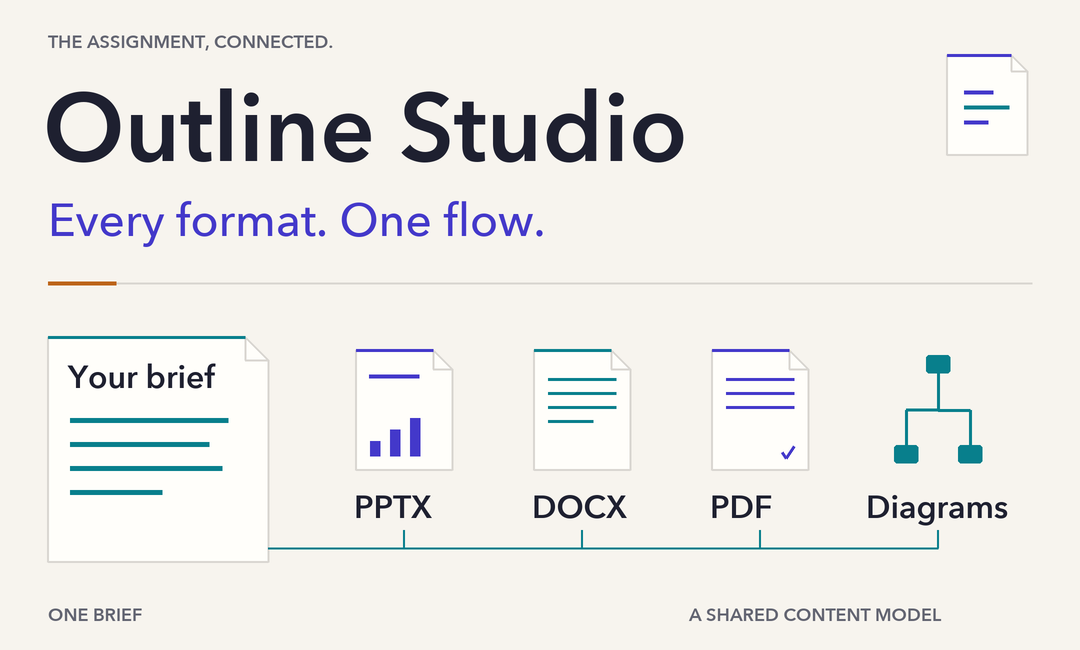 THE ASSIGNMENT, CONNECTED.
Outline Studio
Every format. One flow.
Your brief
PPTX
DOCX
PDF
Diagrams
ONE BRIEF
A SHARED CONTENT MODEL